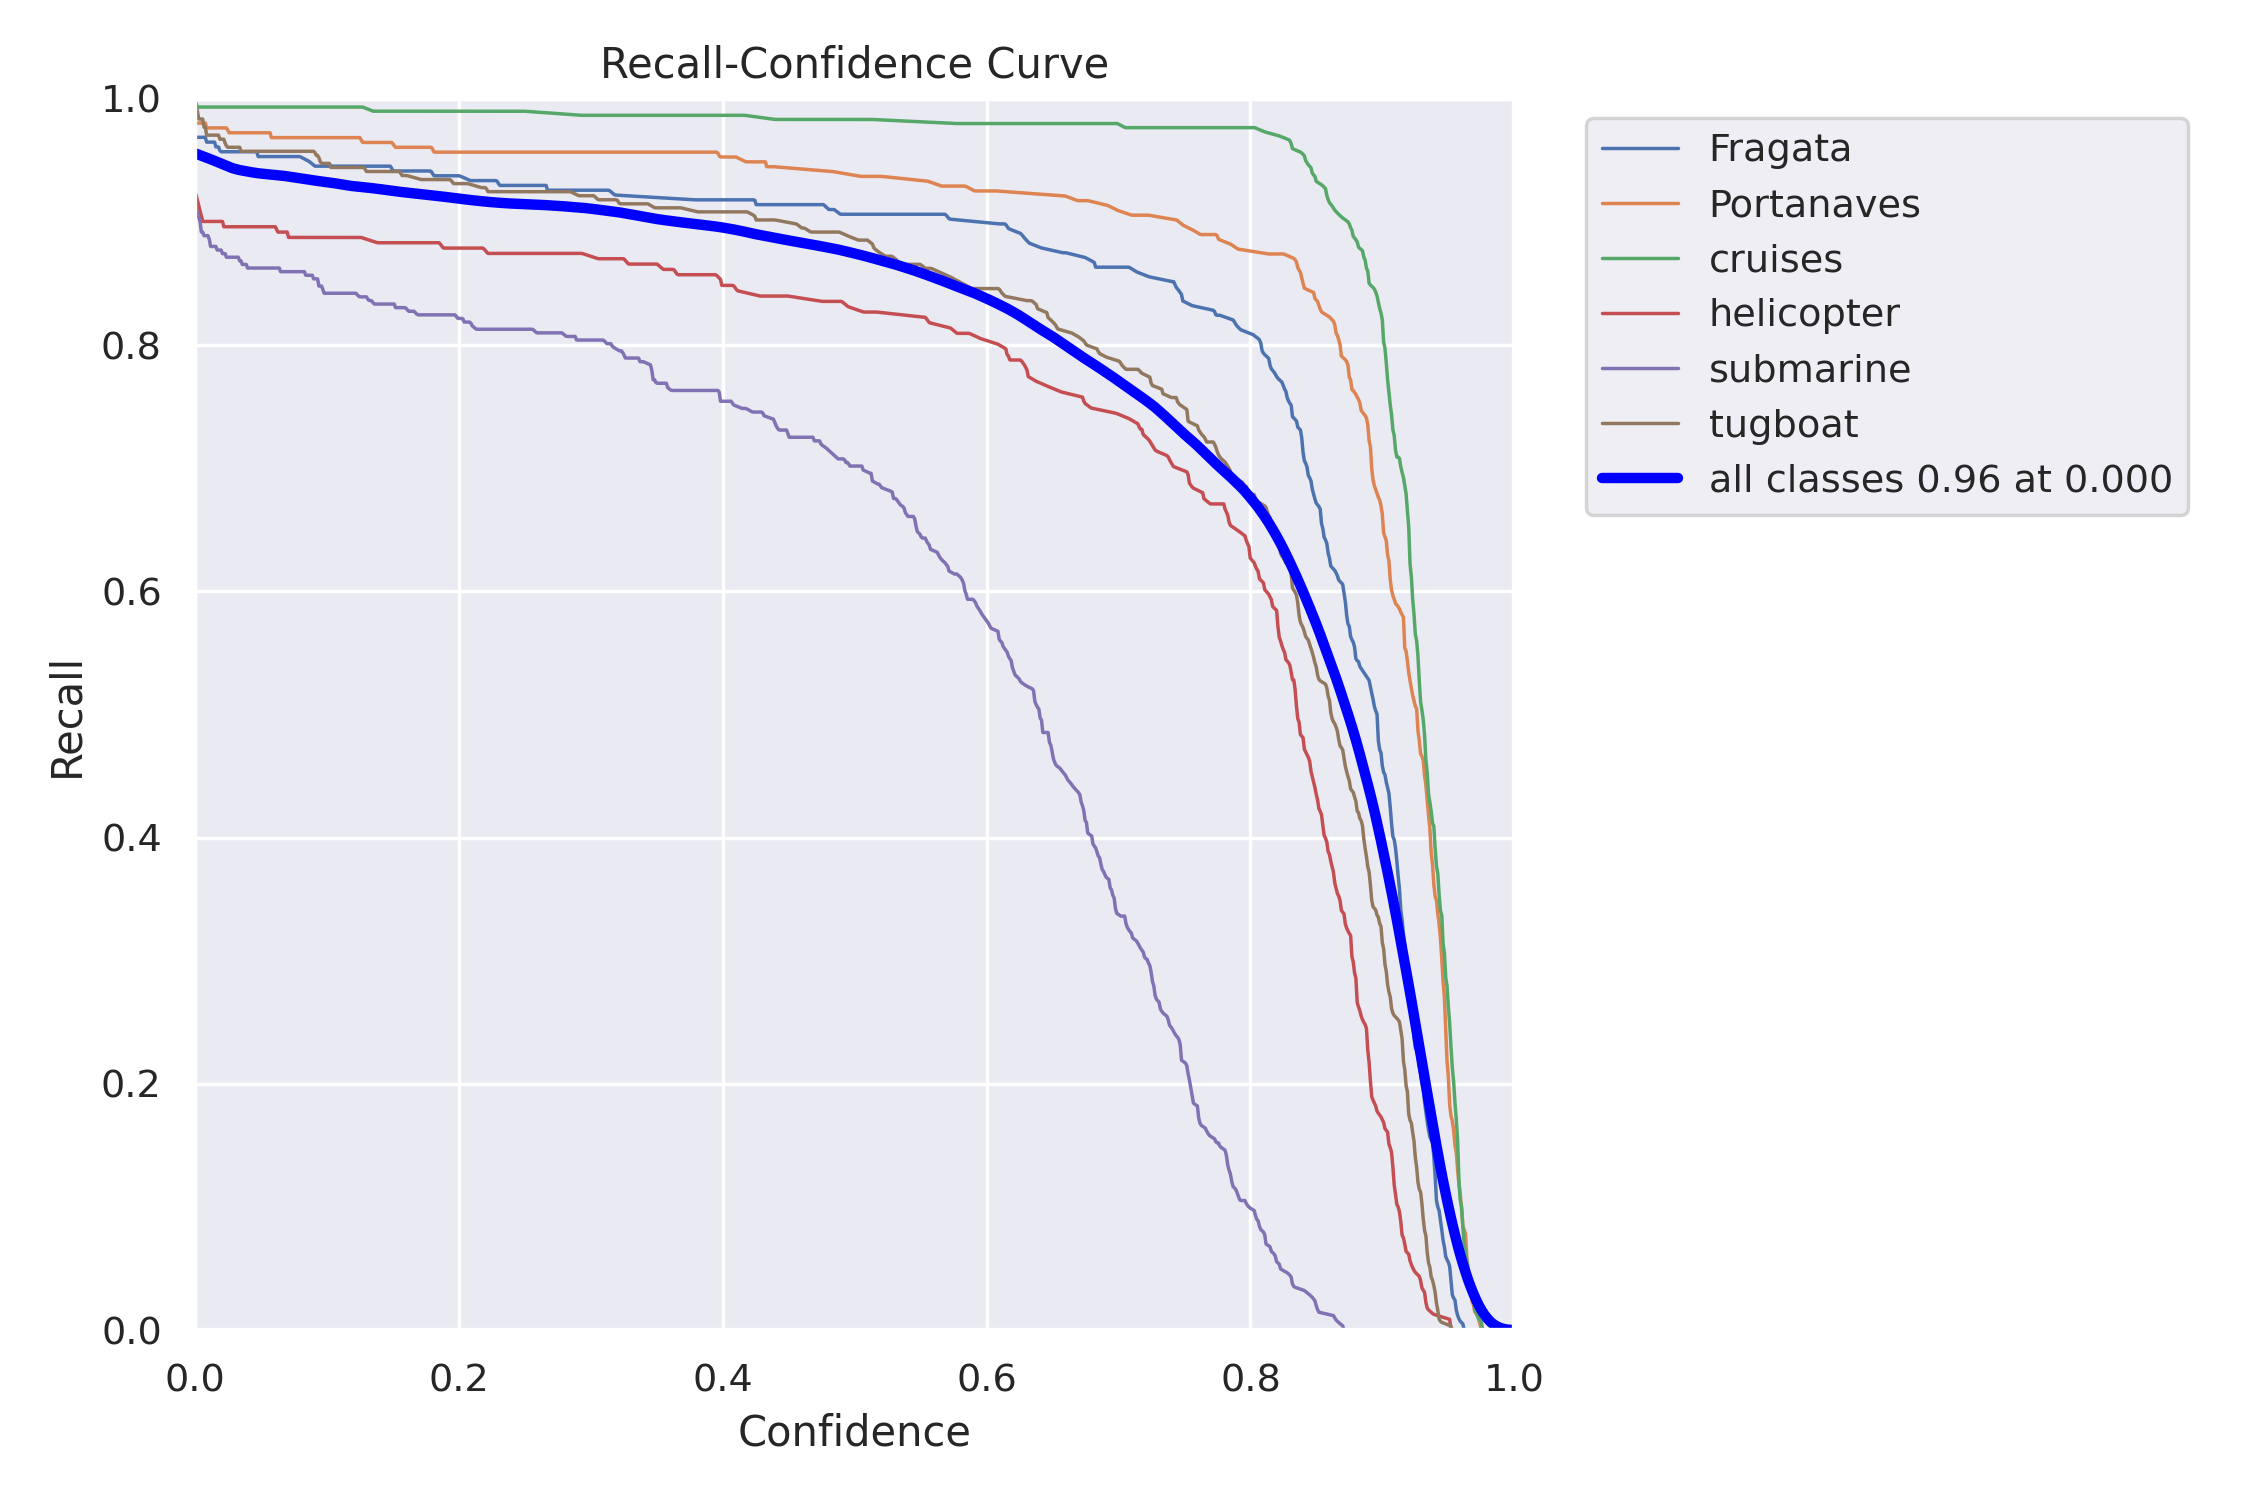 Recall-Confidence Curve
1.0
0.8
0.6
0.4
0.2
0.0
Recall
0.0 0.2 0.4 0.6 0.8 1.0
Confidence
Fragata
Portanaves
cruises
helicopter
submarine
tugboat
all classes 0.96 at 0.000